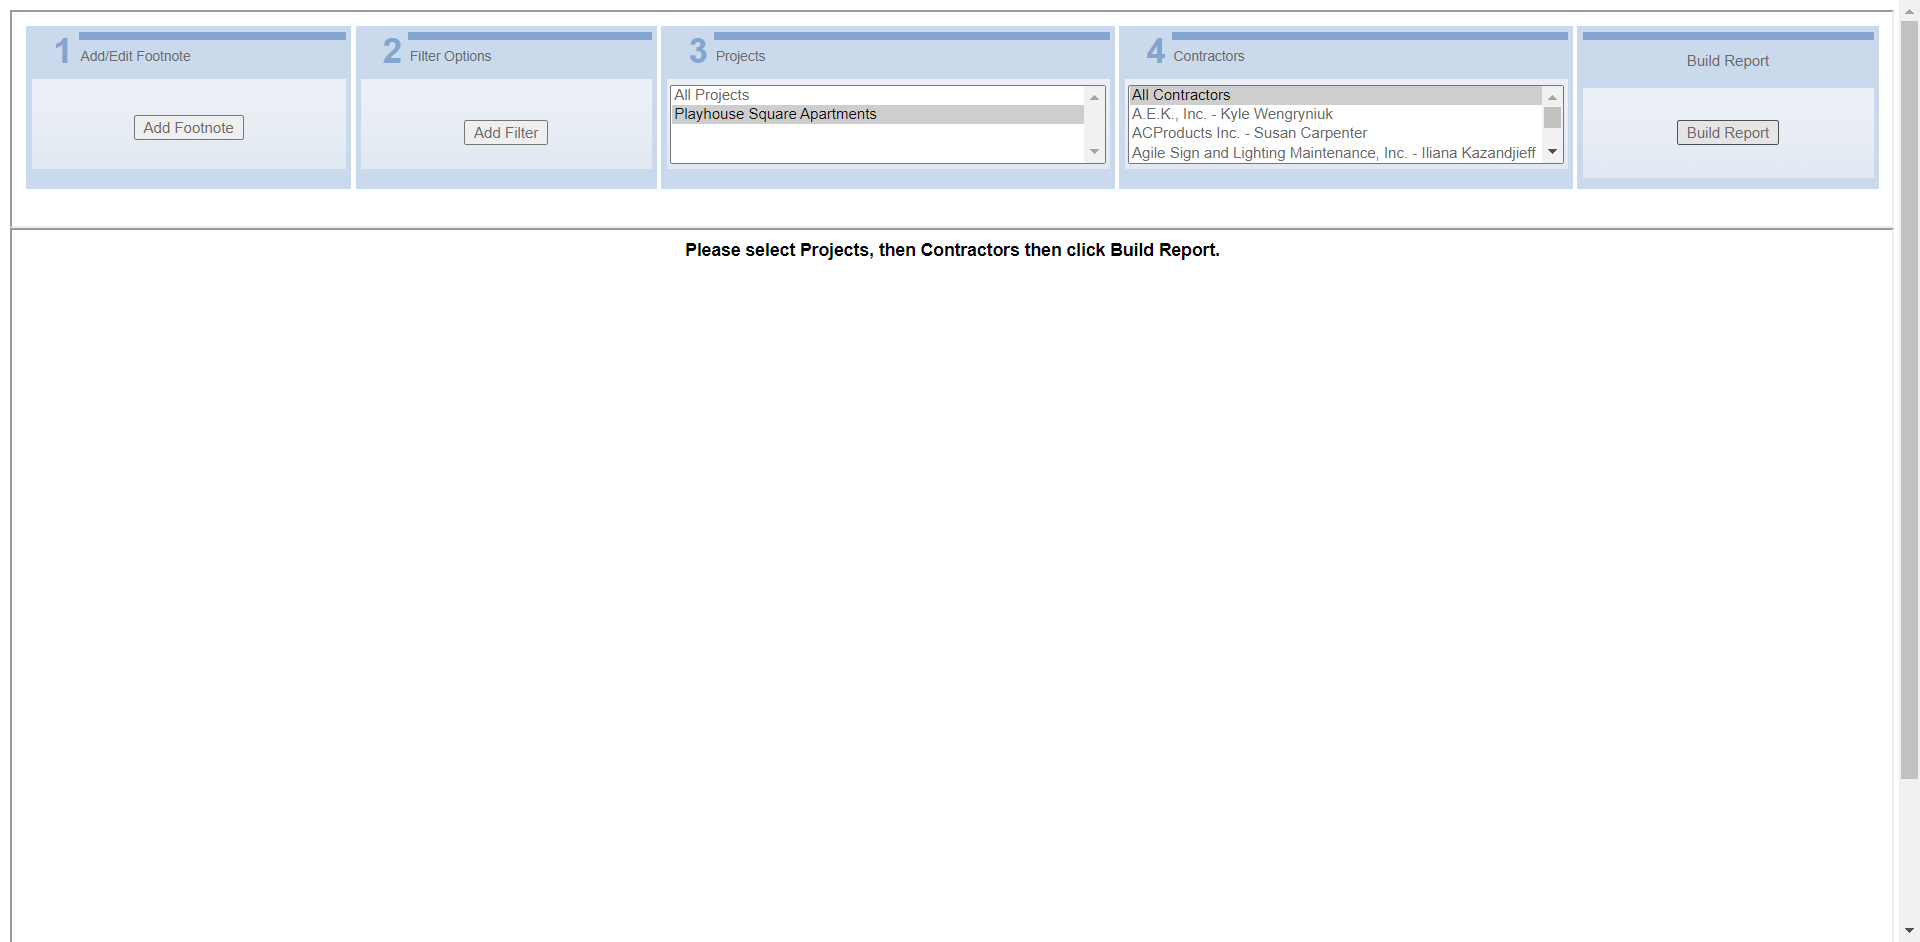 1 Add/Edit Footnote
Add Footnote
2 Filter Options
Add Filter
3 Projects
All Projects
Playhouse Square Apartments
4 Contractors
All Contractors
A.E.K., Inc. - Kyle Wengryniuk
ACProducts Inc. - Susan Carpenter
Agile Sign and Lighting Maintenance, Inc. - Iliana Kazandjieff
Build Report
Build Report
Please select Projects, then Contractors then click Build Report.